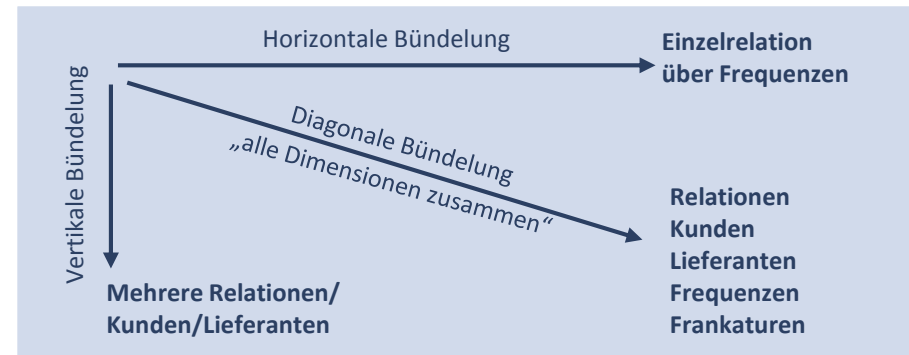 Horizontale Bündelung
Einzelrelation
über Frequenzen
Vertikale Bündelung
Diagonale Bündelung
„alle Dimensionen zusammen“
Relationen
Kunden
Lieferanten
Frequenzen
Frankaturen
Mehrere Relationen/
Kunden/Lieferanten